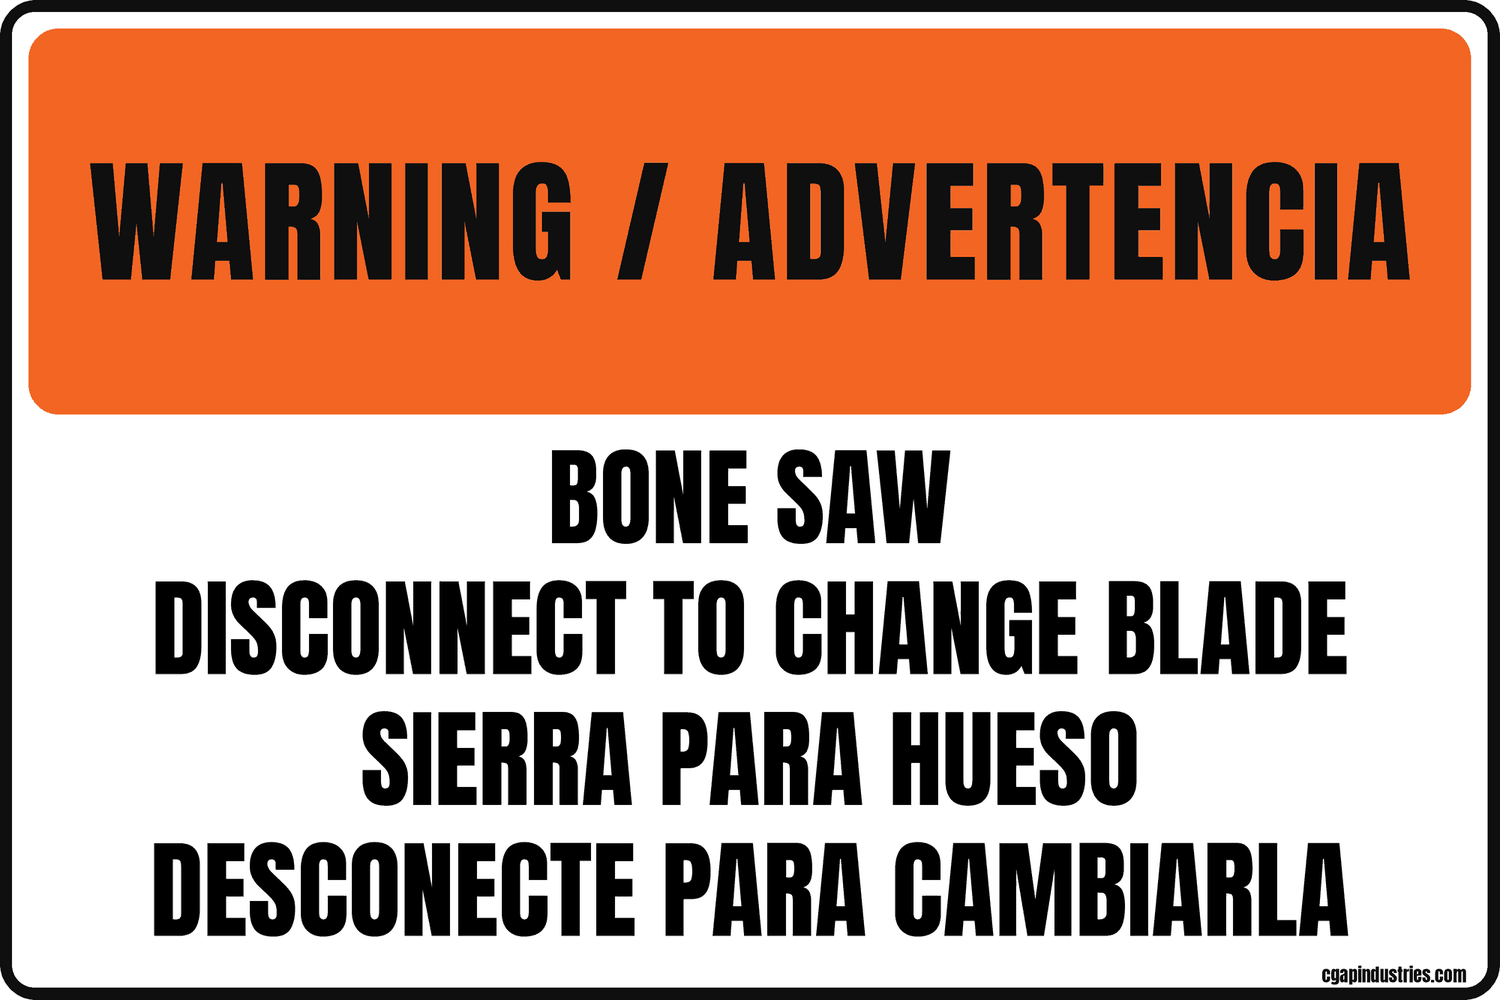 WARNING / ADVERTENCIA
BONE SAW
DISCONNECT TO CHANGE BLADE
SIERRA PARA HUESO
DESCONECTE PARA CAMBIARLA
cgapindustries.com